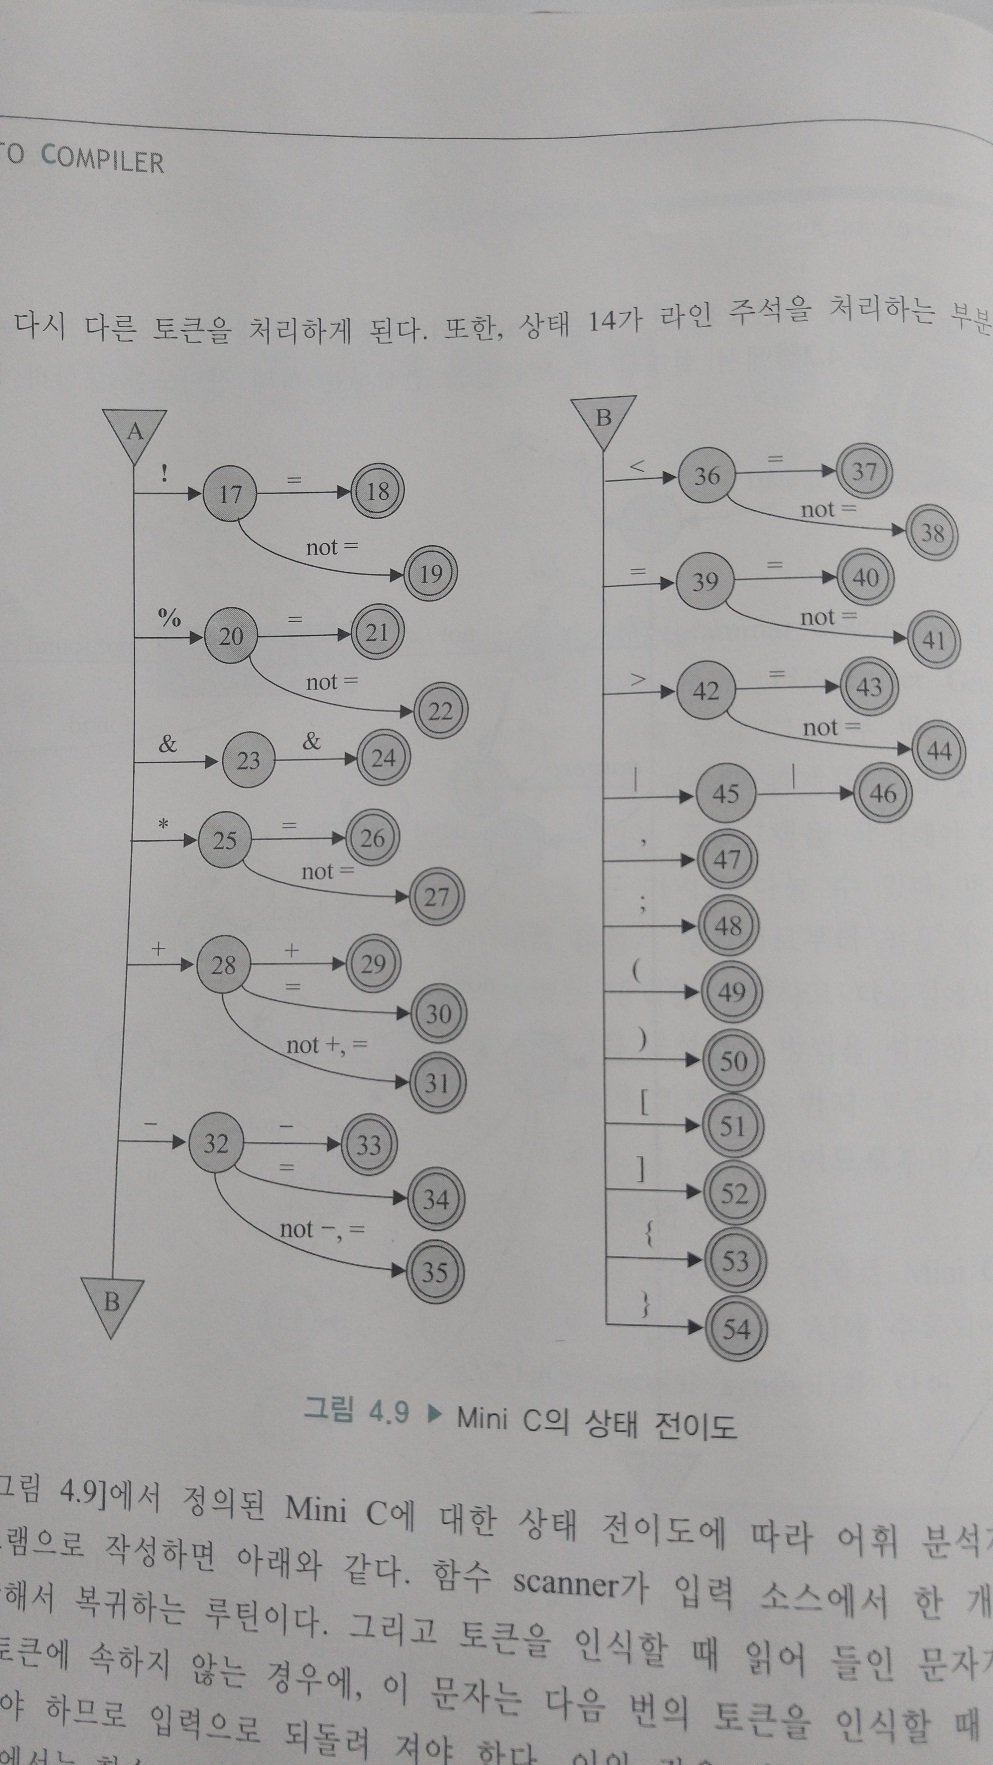 TO COMPILER
다시 다른 토큰을 처리하게 된다. 또한, 상태 14가 라인 주석을 처리하는 부분
A
! 17 = 18
not = 19
% 20 = 21
not = 22
& 23 & 24
* 25 = 26
not = 27
+ 28 + 29
= 30
not +, = 31
− 32 − 33
= 34
not −, = 35
B
B
< 36 = 37
not = 38
= 39 = 40
not = 41
> 42 = 43
not = 44
| 45 | 46
, 47
; 48
( 49
) 50
[ 51
] 52
{ 53
} 54
그림 4.9 ▶ Mini C의 상태 전이도
그림 4.9]에서 정의된 Mini C에 대한 상태 전이도에 따라 어휘 분석
램으로 작성하면 아래와 같다. 함수 scanner가 입력 소스에서 한 개
해서 복귀하는 루틴이다. 그리고 토큰을 인식할 때 읽어 들인 문자
토큰에 속하지 않는 경우에, 이 문자는 다음 번의 토큰을 인식할 때
야 하므로 입력으로 되돌려 져야 한다.